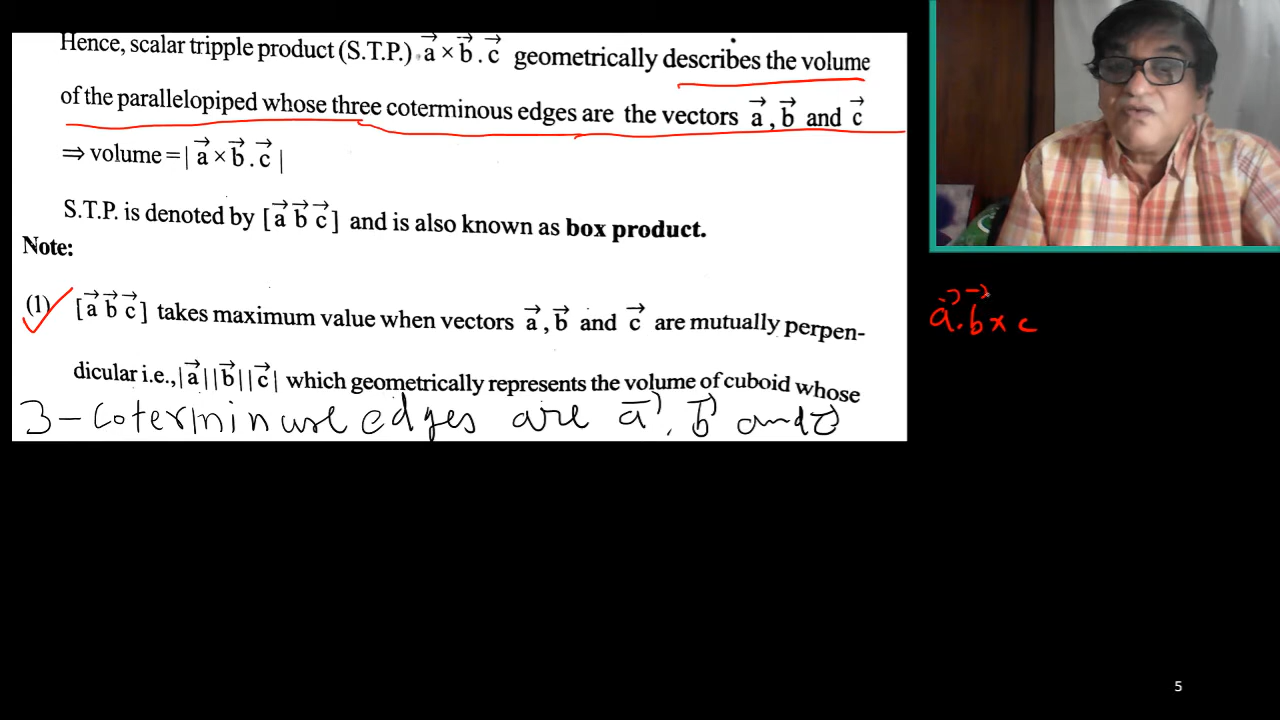 Hence, scalar tripple product (S.T.P.) a⃗ × b⃗ . c⃗ geometrically describes the volume
of the parallelopiped whose three coterminous edges are the vectors a⃗ , b⃗ and c⃗
⇒ volume = | a⃗ × b⃗ . c⃗ |
S.T.P. is denoted by [ a⃗ b⃗ c⃗ ] and is also known as box product.
Note:
(1) [ a⃗ b⃗ c⃗ ] takes maximum value when vectors a⃗ , b⃗ and c⃗ are mutually perpen-
dicular i.e., | a⃗ | | b⃗ | | c⃗ | which geometrically represents the volume of cuboid whose
3 - coterminuse edges are a⃗ , b⃗ and c⃗
a⃗ . b⃗ × c
5